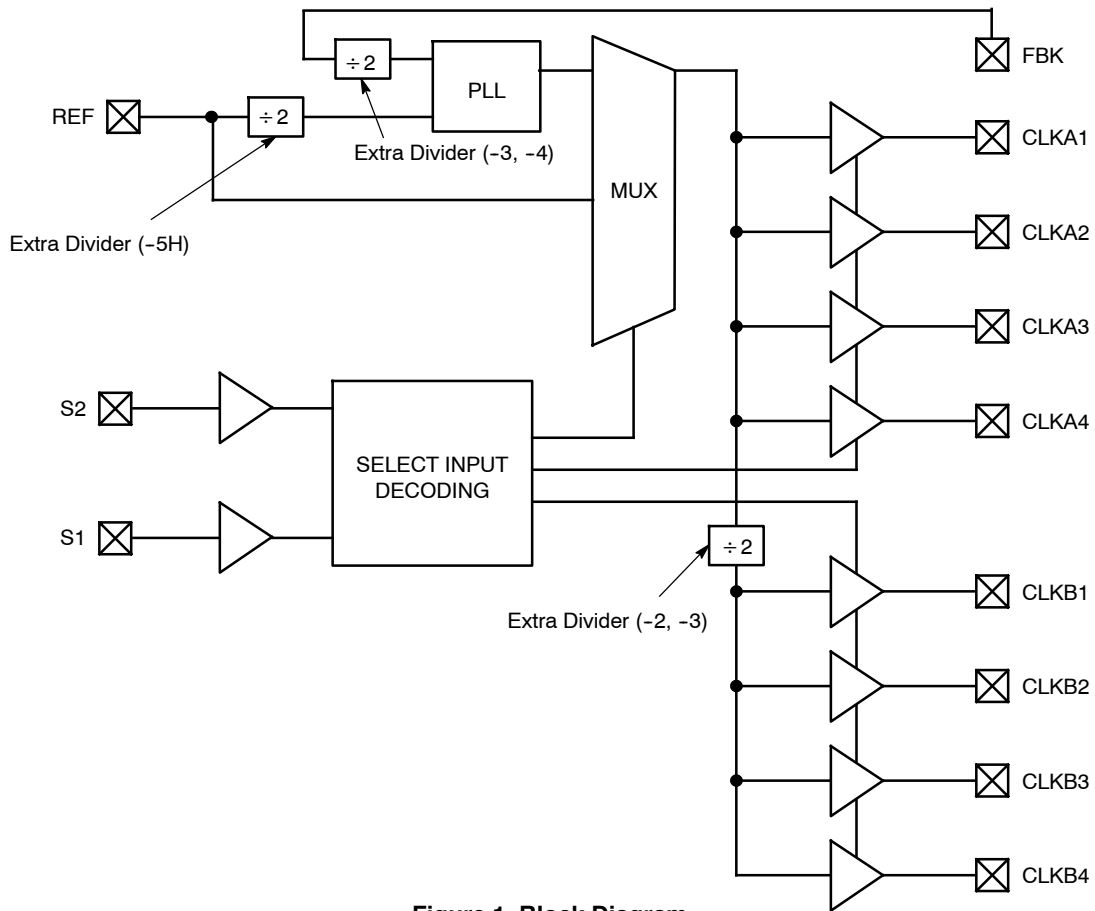 FBK
÷2
PLL
REF
÷2
CLKA1
Extra Divider (-3, -4)
MUX
CLKA2
Extra Divider (-5H)
CLKA3
S2
CLKA4
SELECT INPUT
DECODING
S1
÷2
CLKB1
Extra Divider (-2, -3)
CLKB2
CLKB3
CLKB4
Figure 1. Block Diagram